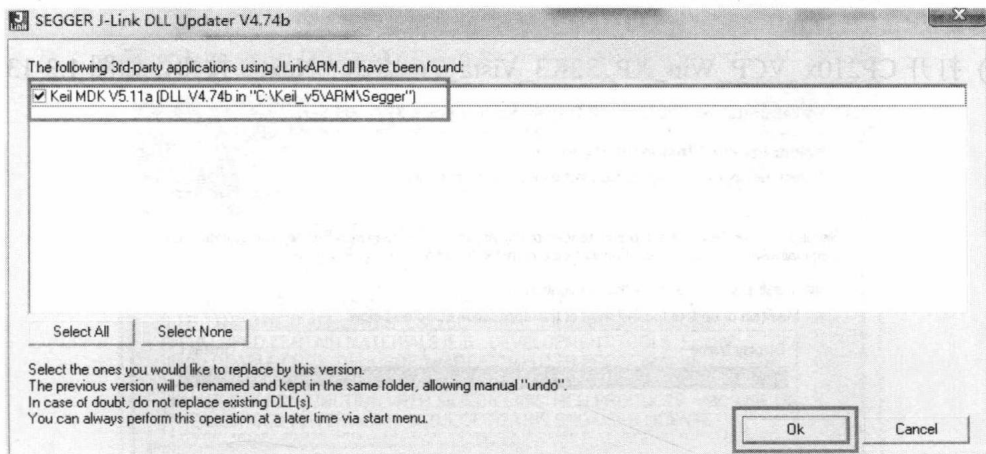 SEGGER J-Link DLL Updater V4.74b
The following 3rd-party applications using JLinkARM.dll have been found:
Keil MDK V5.11a (DLL V4.74b in "C:\Keil_v5\ARM\Segger")
Select All
Select None
Select the ones you would like to replace by this version.
The previous version will be renamed and kept in the same folder, allowing manual "undo".
In case of doubt, do not replace existing DLL(s).
You can always perform this operation at a later time via start menu.
Ok
Cancel